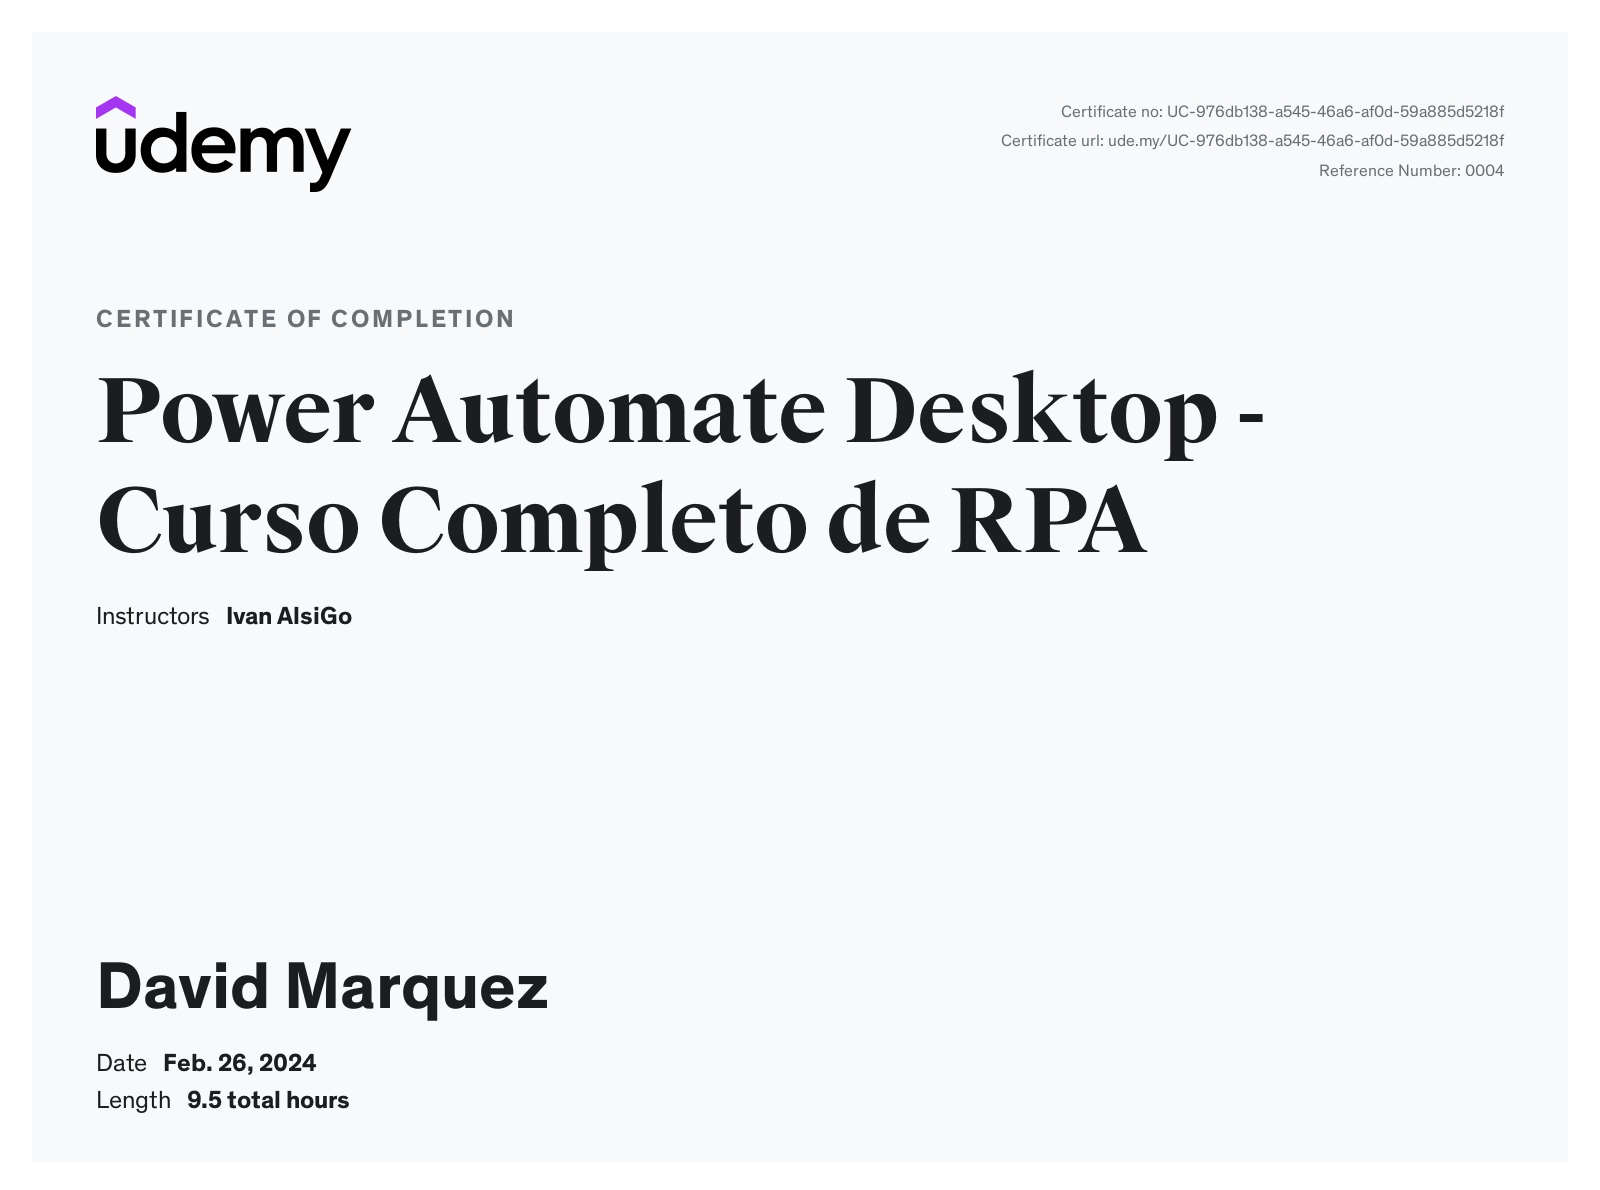 udemy
Certificate no: UC-976db138-a545-46a6-af0d-59a885d5218f
Certificate url: ude.my/UC-976db138-a545-46a6-af0d-59a885d5218f
Reference Number: 0004
CERTIFICATE OF COMPLETION
Power Automate Desktop -
Curso Completo de RPA
Instructors Ivan AlsiGo
David Marquez
Date Feb. 26, 2024
Length 9.5 total hours